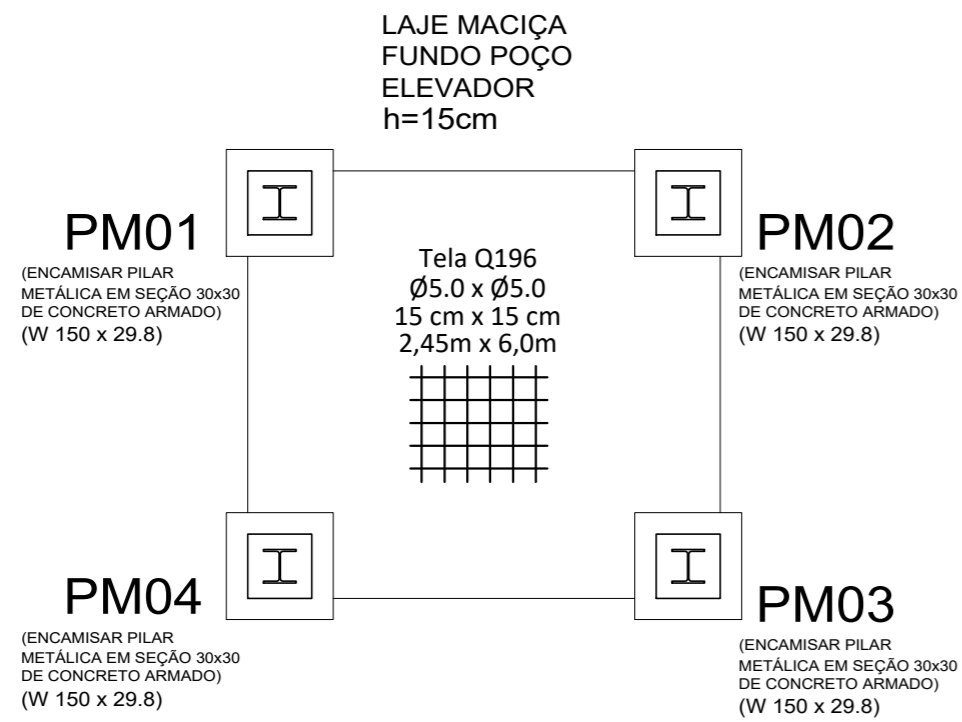 LAJE MACIÇA
FUNDO POÇO
ELEVADOR
h=15cm
PM01
(ENCAMISAR PILAR
METÁLICA EM SEÇÃO 30x30
DE CONCRETO ARMADO)
(W 150 x 29.8)
Tela Q196
Ø5.0 x Ø5.0
15 cm x 15 cm
2,45m x 6,0m
PM02
(ENCAMISAR PILAR
METÁLICA EM SEÇÃO 30x30
DE CONCRETO ARMADO)
(W 150 x 29.8)
PM04
(ENCAMISAR PILAR
METÁLICA EM SEÇÃO 30x30
DE CONCRETO ARMADO)
(W 150 x 29.8)
PM03
(ENCAMISAR PILAR
METÁLICA EM SEÇÃO 30x30
DE CONCRETO ARMADO)
(W 150 x 29.8)